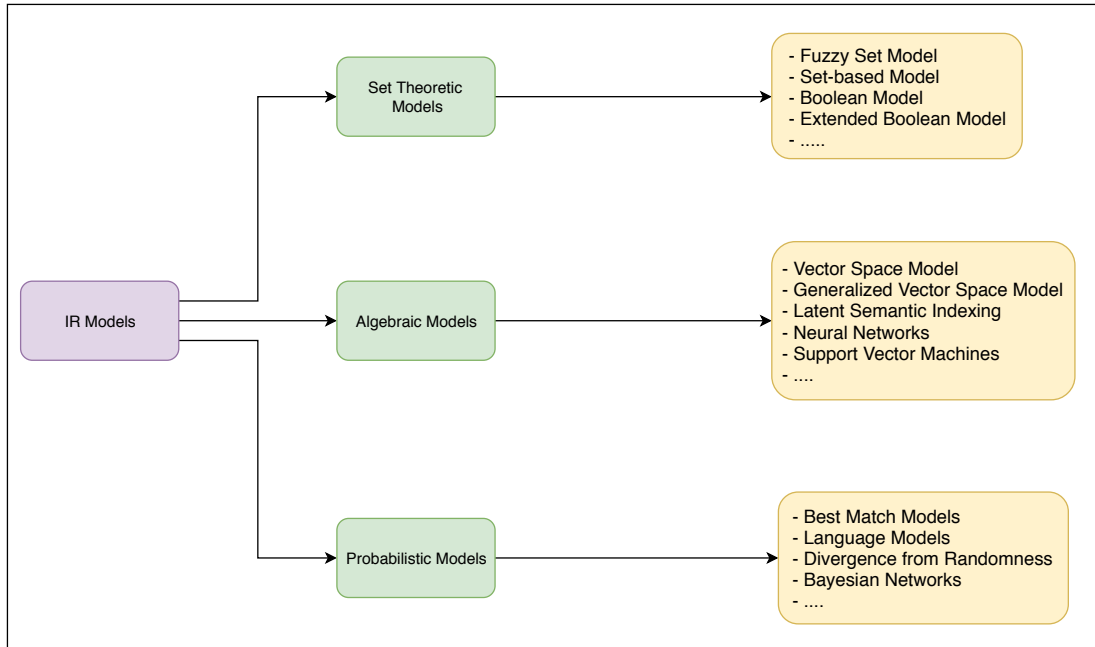 IR Models
Set Theoretic
Models
- Fuzzy Set Model
- Set-based Model
- Boolean Model
- Extended Boolean Model
- .....
Algebraic Models
- Vector Space Model
- Generalized Vector Space Model
- Latent Semantic Indexing
- Neural Networks
- Support Vector Machines
- ....
Probabilistic Models
- Best Match Models
- Language Models
- Divergence from Randomness
- Bayesian Networks
- ....